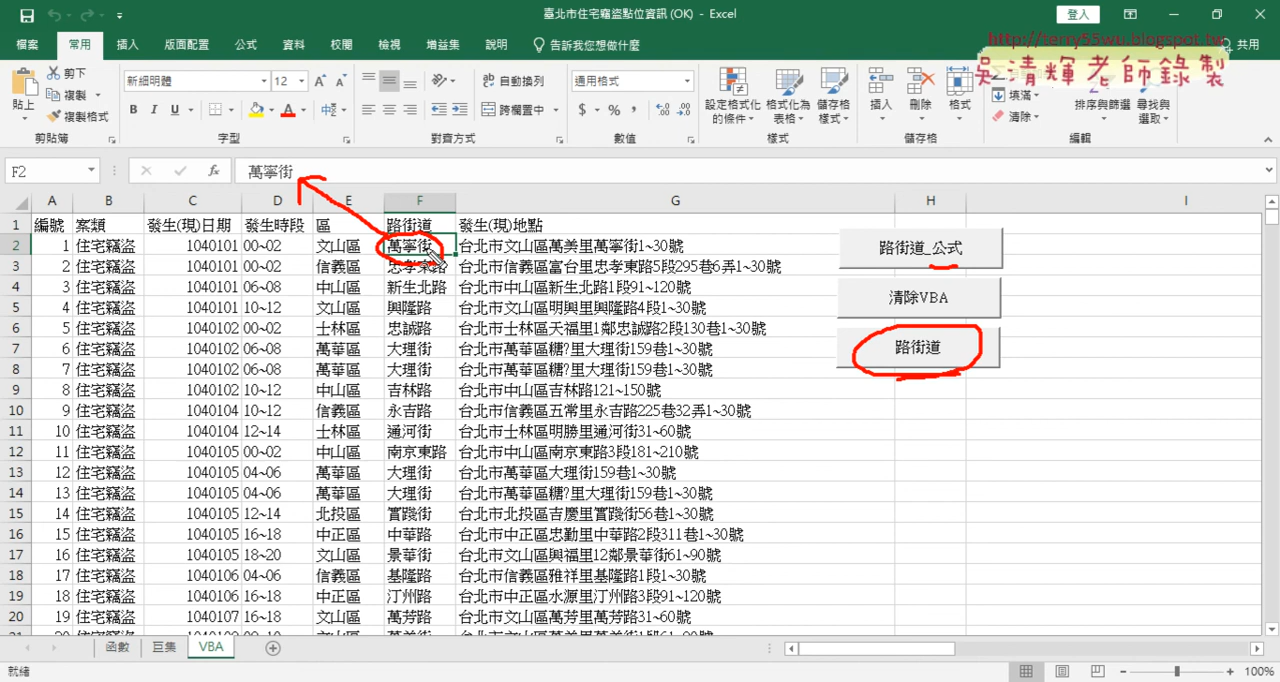 臺北市住宅竊盜點位資訊 (OK) - Excel
登入
檔案 常用 插入 版面配置 公式 資料 校閱 檢視 增益集 說明 告訴我您想做什麼 共用
http://terry55wu.blogspot.tw
吳清輝老師錄製
貼上 剪下 複製 複製格式 剪貼簿
新細明體 12 B I U 中 字型
自動換列 跨欄置中 對齊方式
通用格式 $ % 數值
設定格式化的條件 格式化為表格 儲存格樣式 樣式
插入 刪除 格式 儲存格
填滿 清除 排序與篩選 尋找與選取 編輯
F2 fx 萬寧街
A B C D E F G H I
1 編號 案類 發生(現)日期 發生時段 區 路街道 發生(現)地點
2 1 住宅竊盜 1040101 00~02 文山區 萬寧街 台北市文山區萬美里萬寧街1~30號
3 2 住宅竊盜 1040101 00~02 信義區 忠孝東路 台北市信義區富台里忠孝東路5段295巷6弄1~30號
4 3 住宅竊盜 1040101 06~08 中山區 新生北路 台北市中山區新生北路1段91~120號
5 4 住宅竊盜 1040101 10~12 文山區 興隆路 台北市文山區明興里興隆路4段1~30號
6 5 住宅竊盜 1040102 00~02 士林區 忠誠路 台北市士林區天福里1鄰忠誠路2段130巷1~30號
7 6 住宅竊盜 1040102 06~08 萬華區 大理街 台北市萬華區糖?里大理街159巷1~30號
8 7 住宅竊盜 1040102 06~08 萬華區 大理街 台北市萬華區糖?里大理街159巷1~30號
9 8 住宅竊盜 1040102 10~12 中山區 吉林路 台北市中山區吉林路121~150號
10 9 住宅竊盜 1040104 10~12 信義區 永吉路 台北市信義區五常里永吉路225巷32弄1~30號
11 10 住宅竊盜 1040104 12~14 士林區 通河街 台北市士林區明勝里通河街31~60號
12 11 住宅竊盜 1040105 00~02 中山區 南京東路 台北市中山區南京東路3段181~210號
13 12 住宅竊盜 1040105 04~06 萬華區 大理街 台北市萬華區大理街159巷1~30號
14 13 住宅竊盜 1040105 04~06 萬華區 大理街 台北市萬華區糖?里大理街159巷1~30號
15 14 住宅竊盜 1040105 12~14 北投區 實踐街 台北市北投區吉慶里實踐街56巷1~30號
16 15 住宅竊盜 1040105 16~18 中正區 中華路 台北市中正區忠勤里中華路2段311巷1~30號
17 16 住宅竊盜 1040105 18~20 文山區 景華街 台北市文山區興福里12鄰景華街61~90號
18 17 住宅竊盜 1040106 04~06 信義區 基隆路 台北市信義區雅祥里基隆路1段1~30號
19 18 住宅竊盜 1040106 16~18 中正區 汀州路 台北市中正區水源里汀州路3段91~120號
20 19 住宅竊盜 1040107 16~18 文山區 萬芳路 台北市文山區萬芳里萬芳路31~60號
路街道_公式
清除VBA
路街道
函數 巨集 VBA
就緒 100%